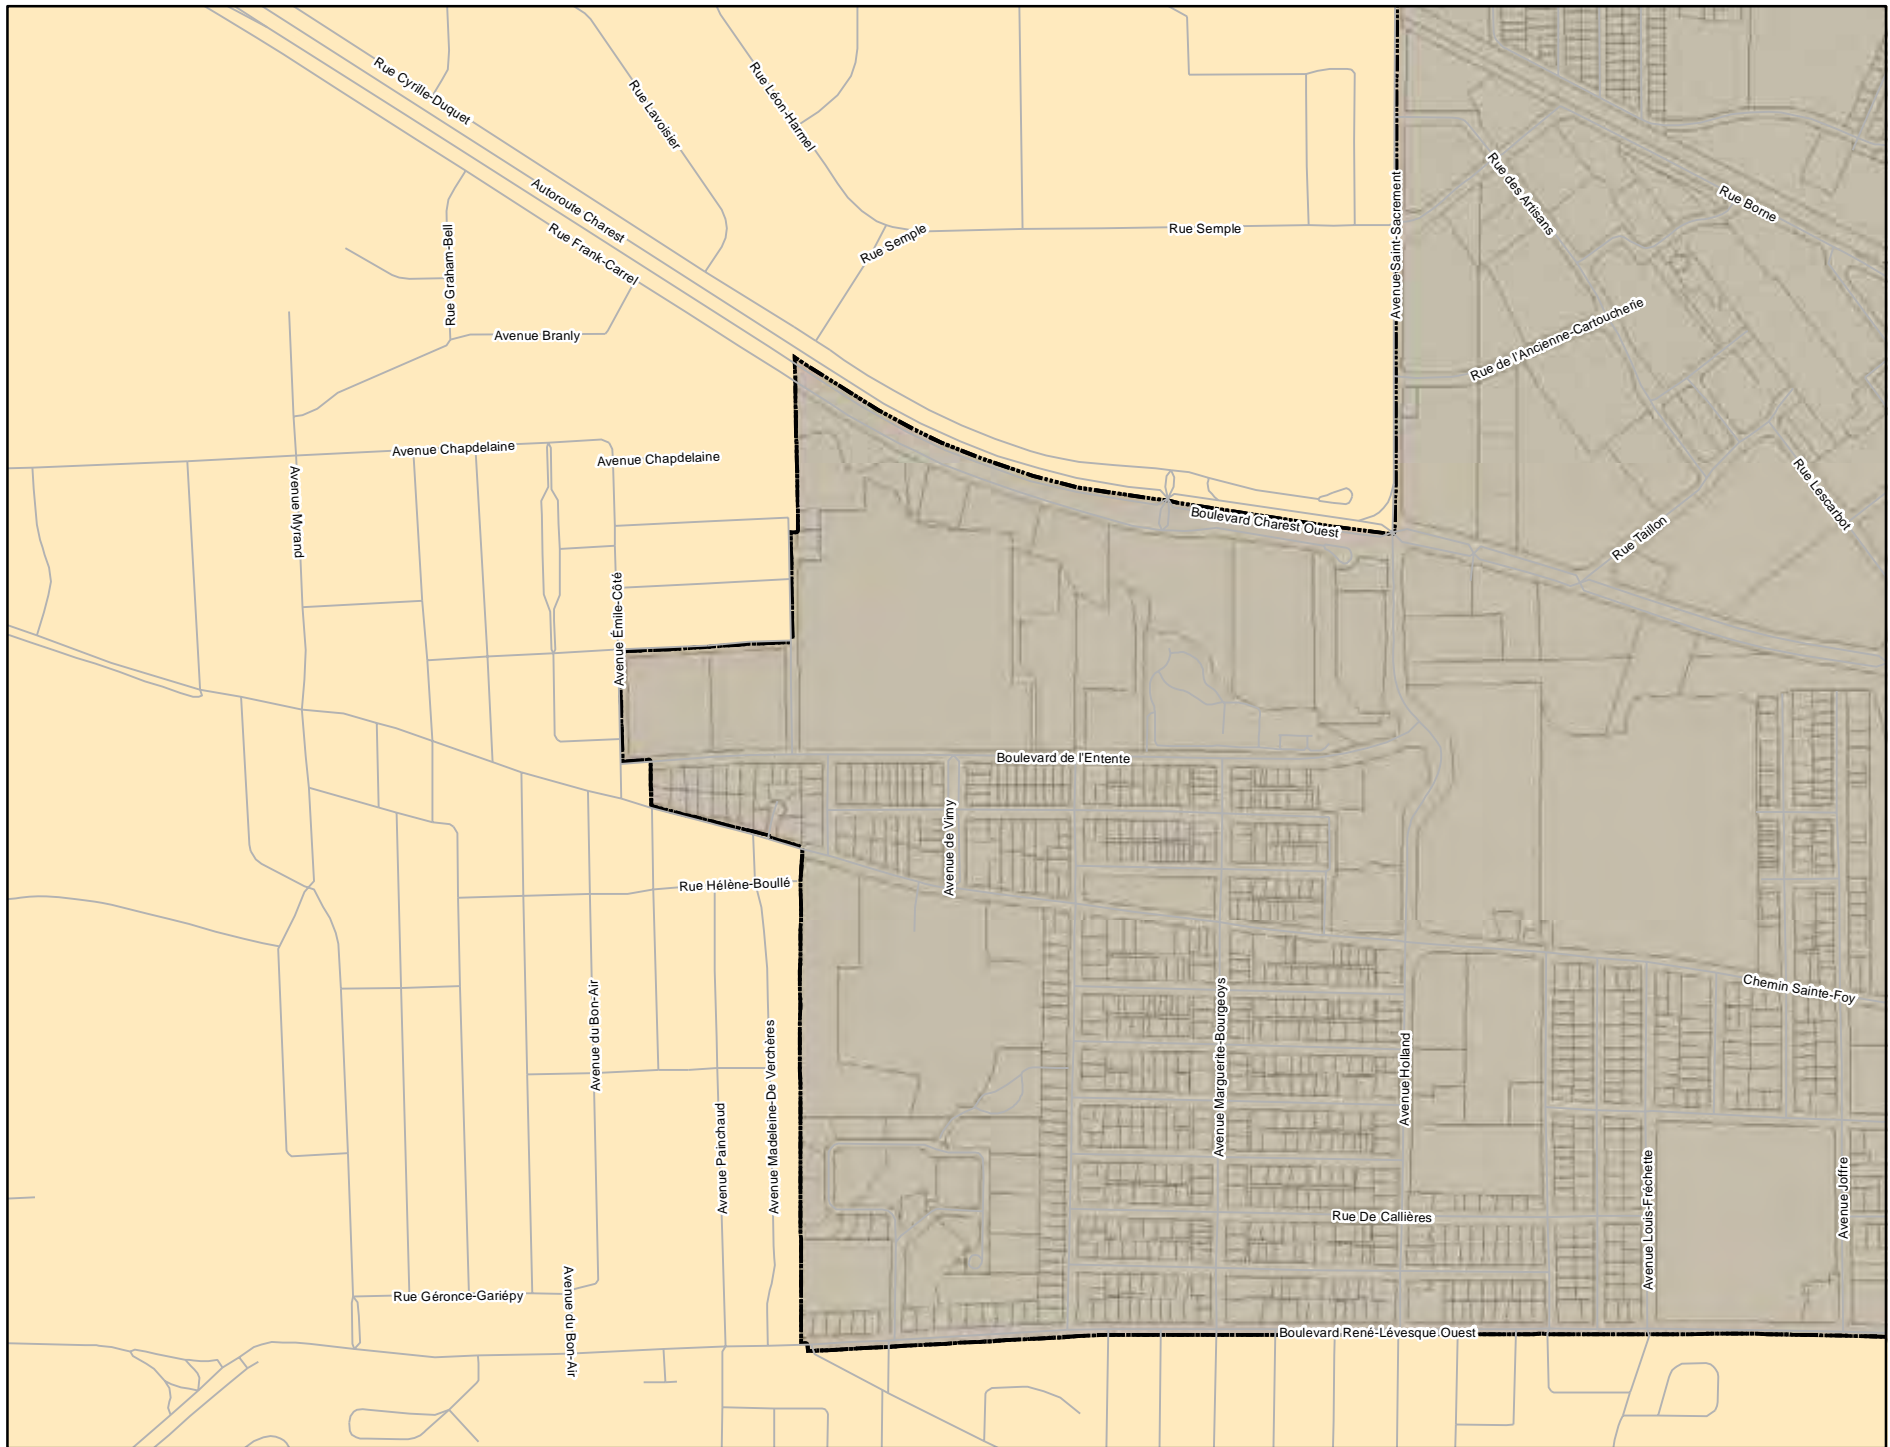 Rue Cyrille-Duquet
Rue Lavoisier
Rue Léon-Harmel
Autoroute Charest
Rue Frank-Carrel
Rue Graham-Bell
Avenue Branly
Rue Semple
Rue Semple
Avenue Saint-Sacrement
Rue des Artisans
Rue Borne
Rue de l'Ancienne-Cartoucherie
Avenue Chapdelaine
Avenue Chapdelaine
Avenue Myrand
Rue Lescarbot
Rue Taillon
Boulevard Charest Ouest
Avenue Émile-Côté
Boulevard de l'Entente
Avenue de Vimy
Rue Hélène-Boullé
Avenue du Bon-Air
Avenue Painchaud
Avenue Madeleine-De Verchères
Avenue Marguerite-Bourgeoys
Avenue Holland
Chemin Sainte-Foy
Avenue Louis-Fréchette
Avenue Joffre
Rue De Callières
Rue Géronce-Gariépy
Avenue du Bon-Air
Boulevard René-Lévesque Ouest